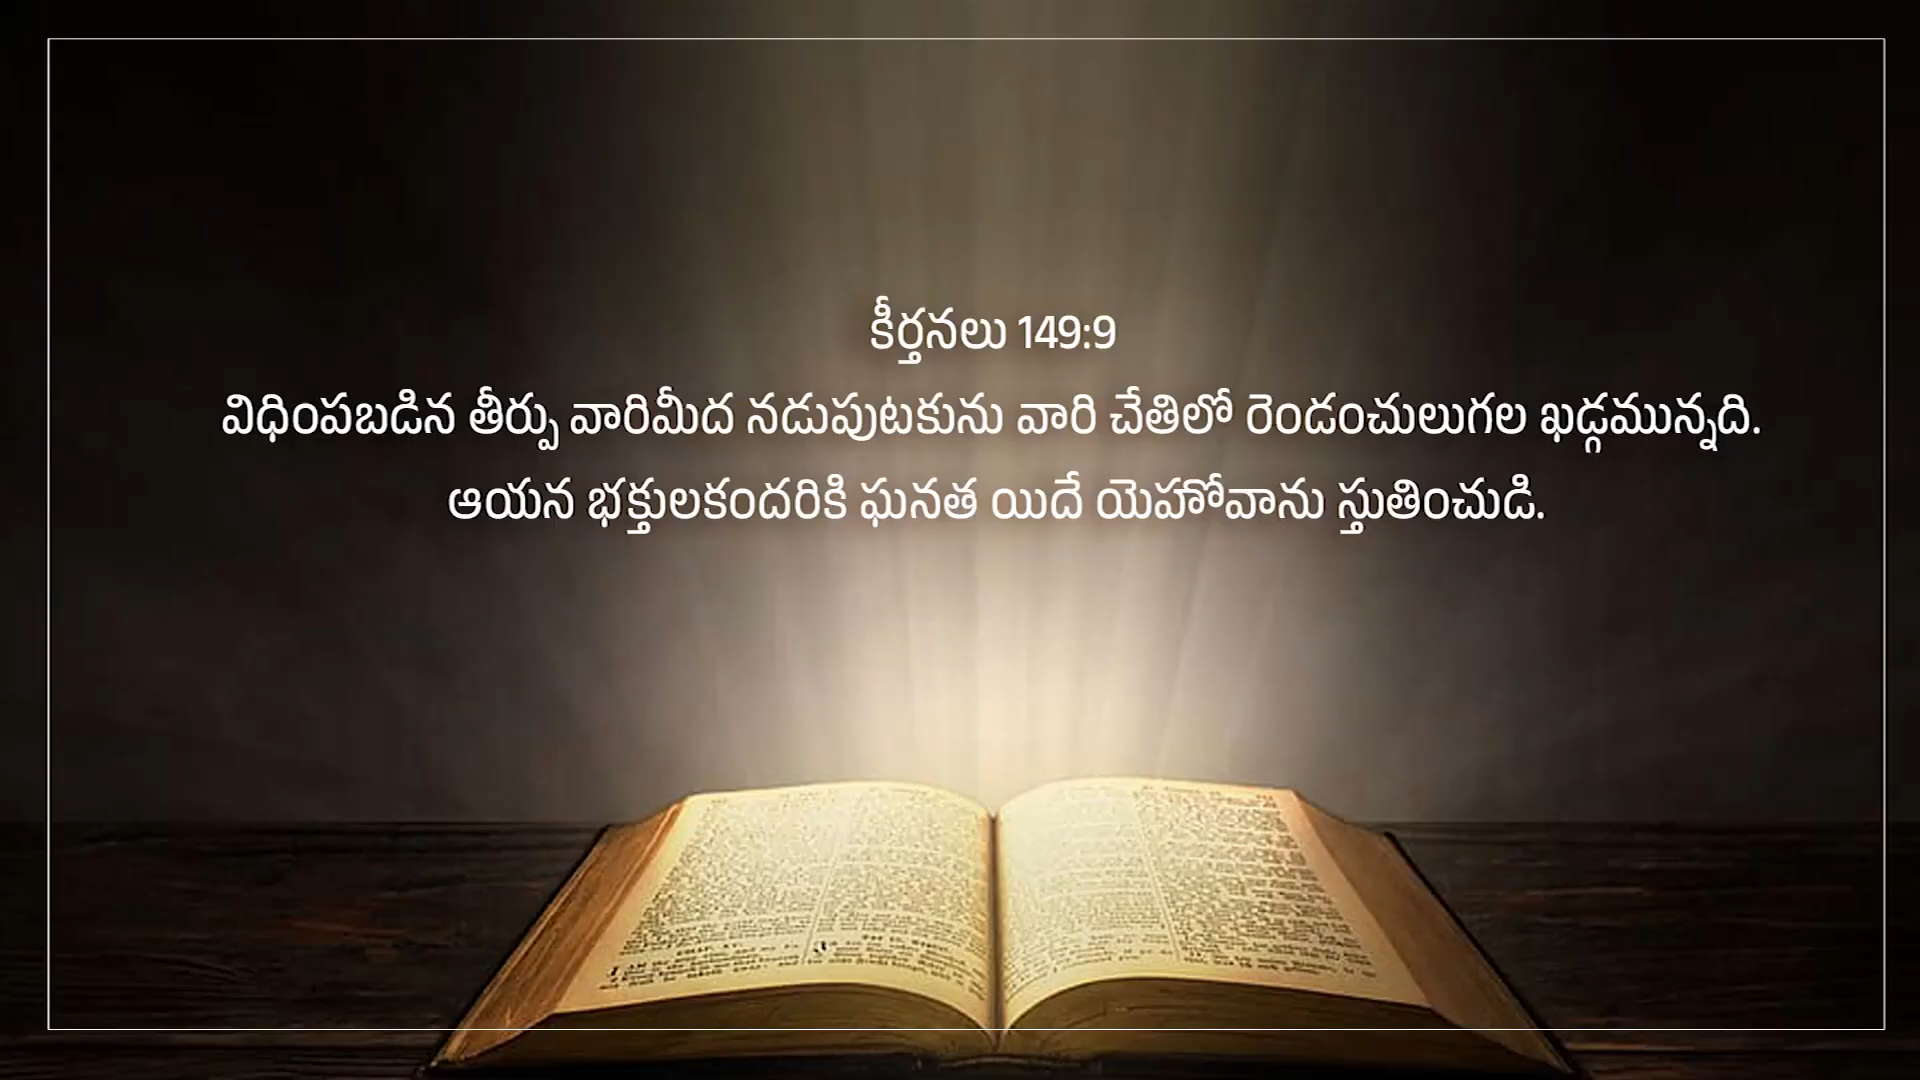 కీర్తనలు 149:9
విధింపబడిన తీర్పు వారిమీద నడుపుటకును వారి చేతిలో రెండంచులుగల ఖడ్గమున్నది.
ఆయన భక్తులకందరికి ఘనత యిదే యెహోవాను స్తుతించుడి.